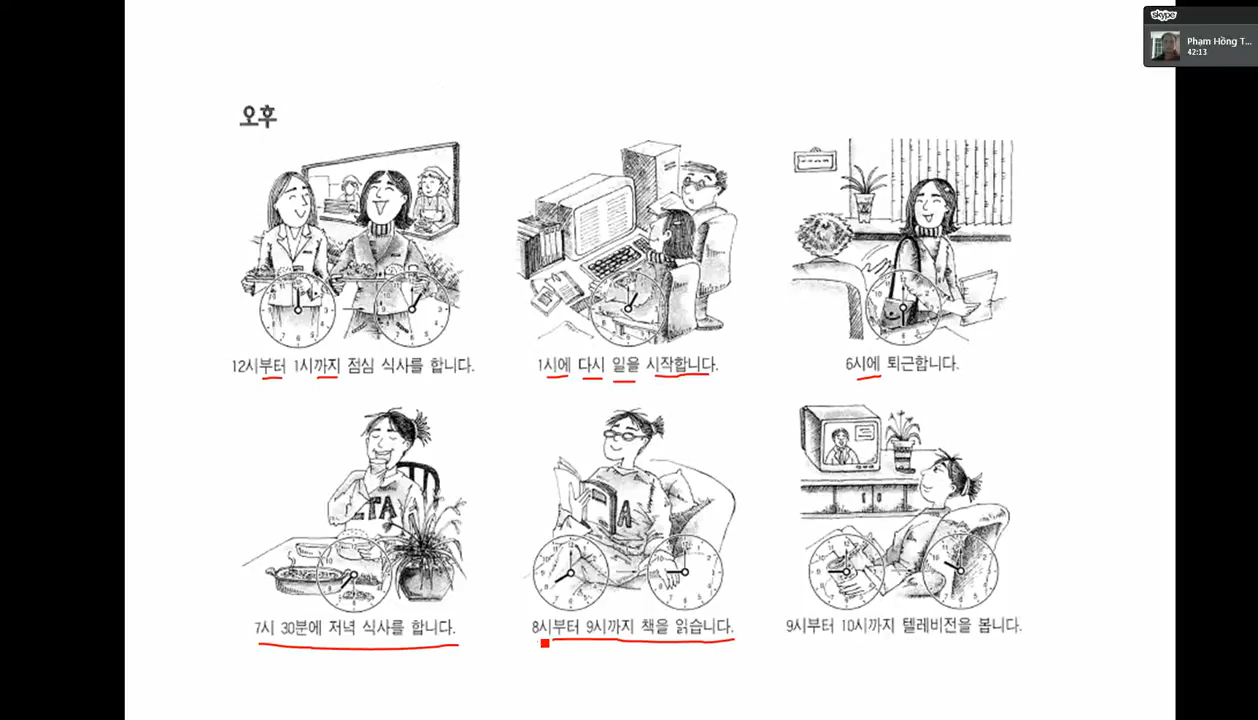 skype
Phạm Hồng T...
42:13
오후
12시부터 1시까지 점심 식사를 합니다.
1시에 다시 일을 시작합니다.
6시에 퇴근합니다.
TA
A
7시 30분에 저녁 식사를 합니다.
8시부터 9시까지 책을 읽습니다.
9시부터 10시까지 텔레비전을 봅니다.